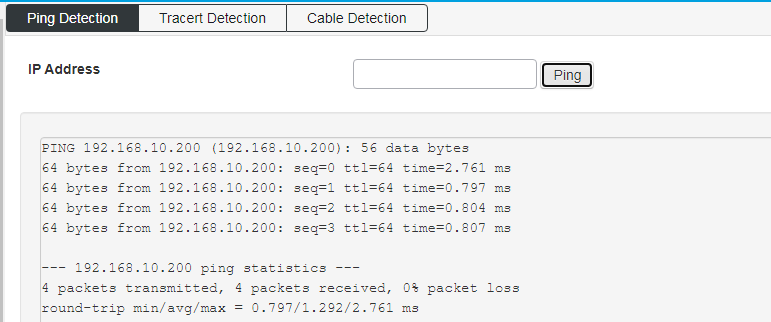 Ping Detection Tracert Detection Cable Detection
IP Address Ping
PING 192.168.10.200 (192.168.10.200): 56 data bytes
64 bytes from 192.168.10.200: seq=0 ttl=64 time=2.761 ms
64 bytes from 192.168.10.200: seq=1 ttl=64 time=0.797 ms
64 bytes from 192.168.10.200: seq=2 ttl=64 time=0.804 ms
64 bytes from 192.168.10.200: seq=3 ttl=64 time=0.807 ms
--- 192.168.10.200 ping statistics ---
4 packets transmitted, 4 packets received, 0% packet loss
round-trip min/avg/max = 0.797/1.292/2.761 ms